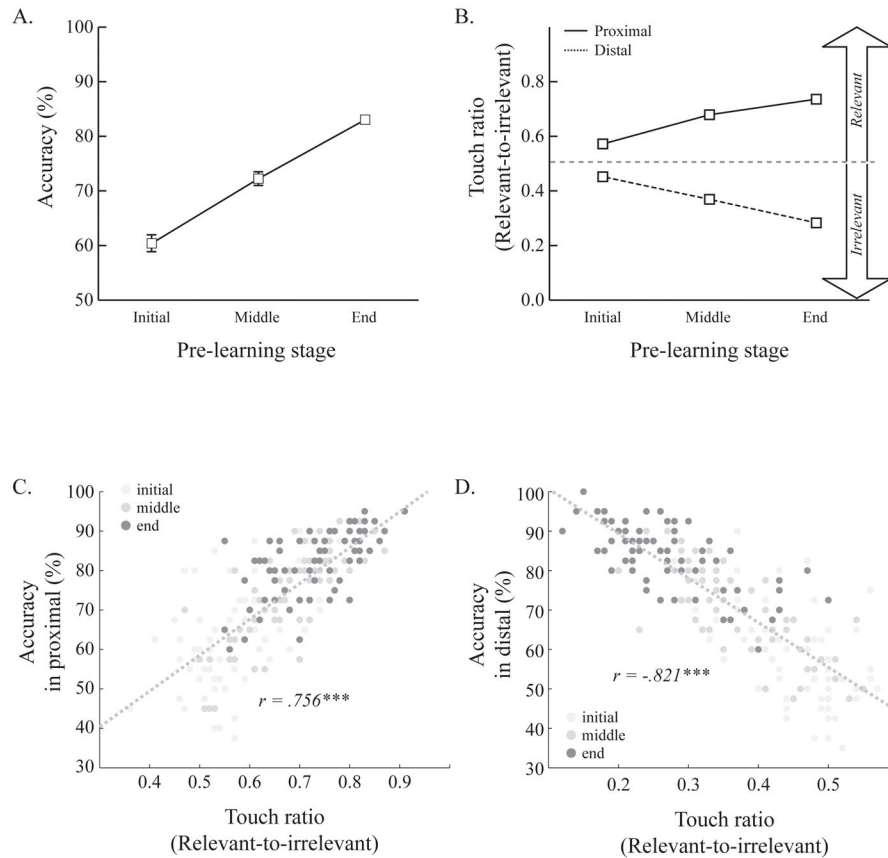 A.
Accuracy (%)
100
90
80
70
60
50
Initial
Middle
End
Pre-learning stage
B.
Proximal
Distal
Touch ratio
(Relevant-to-irrelevant)
0.8
0.6
0.4
0.2
0.0
Relevant
Irrelevant
Initial
Middle
End
Pre-learning stage
C.
initial
middle
end
Accuracy
in proximal (%)
100
90
80
70
60
50
40
30
r = .756***
0.4
0.5
0.6
0.7
0.8
0.9
Touch ratio
(Relevant-to-irrelevant)
D.
Accuracy
in distal (%)
100
90
80
70
60
50
40
30
r = -.821***
initial
middle
end
0.2
0.3
0.4
0.5
Touch ratio
(Relevant-to-irrelevant)